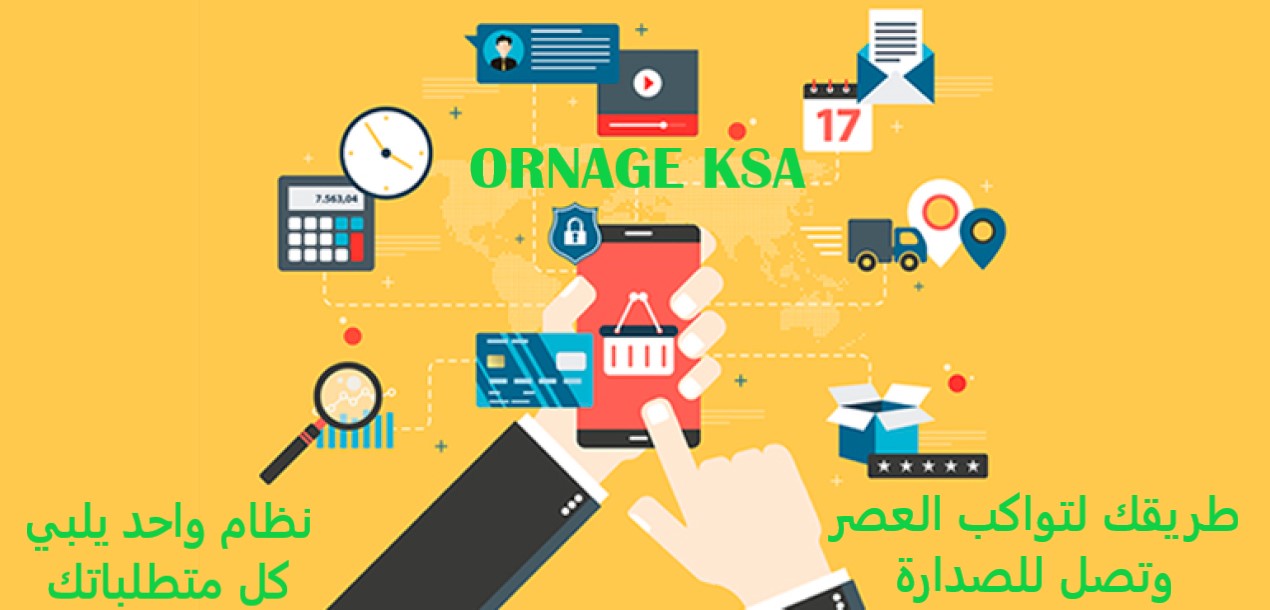 17
ORNAGE KSA
7.563,04
طريقك لتواكب العصر
وتصل للصدارة
نظام واحد يلبي
كل متطلباتك